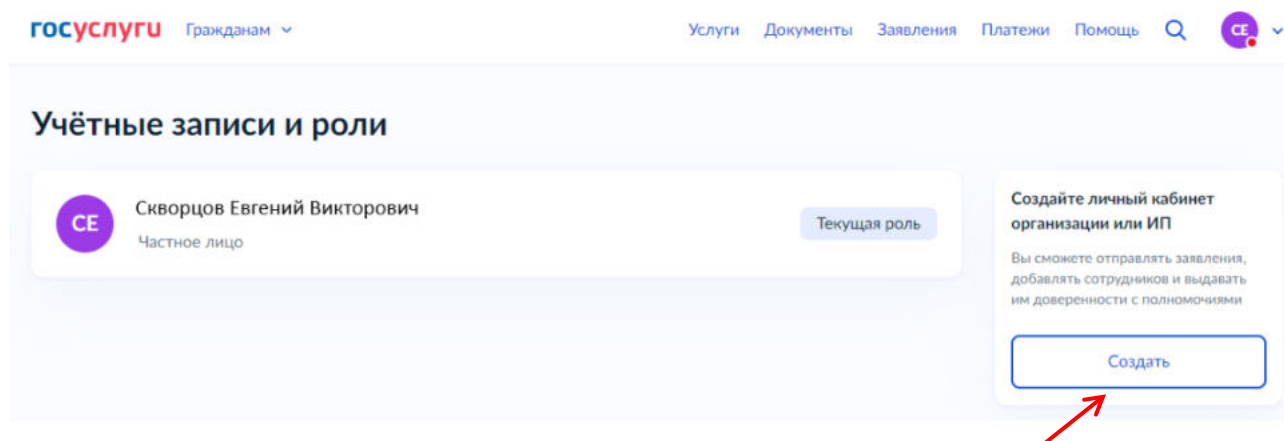 госуслуги Гражданам Услуги Документы Заявления Платежи Помощь СЕ
Учётные записи и роли
СЕ
Скворцов Евгений Викторович
Частное лицо
Текущая роль
Создайте личный кабинет
организации или ИП
Вы сможете отправлять заявления,
добавлять сотрудников и выдавать
им доверенности с полномочиями
Создать